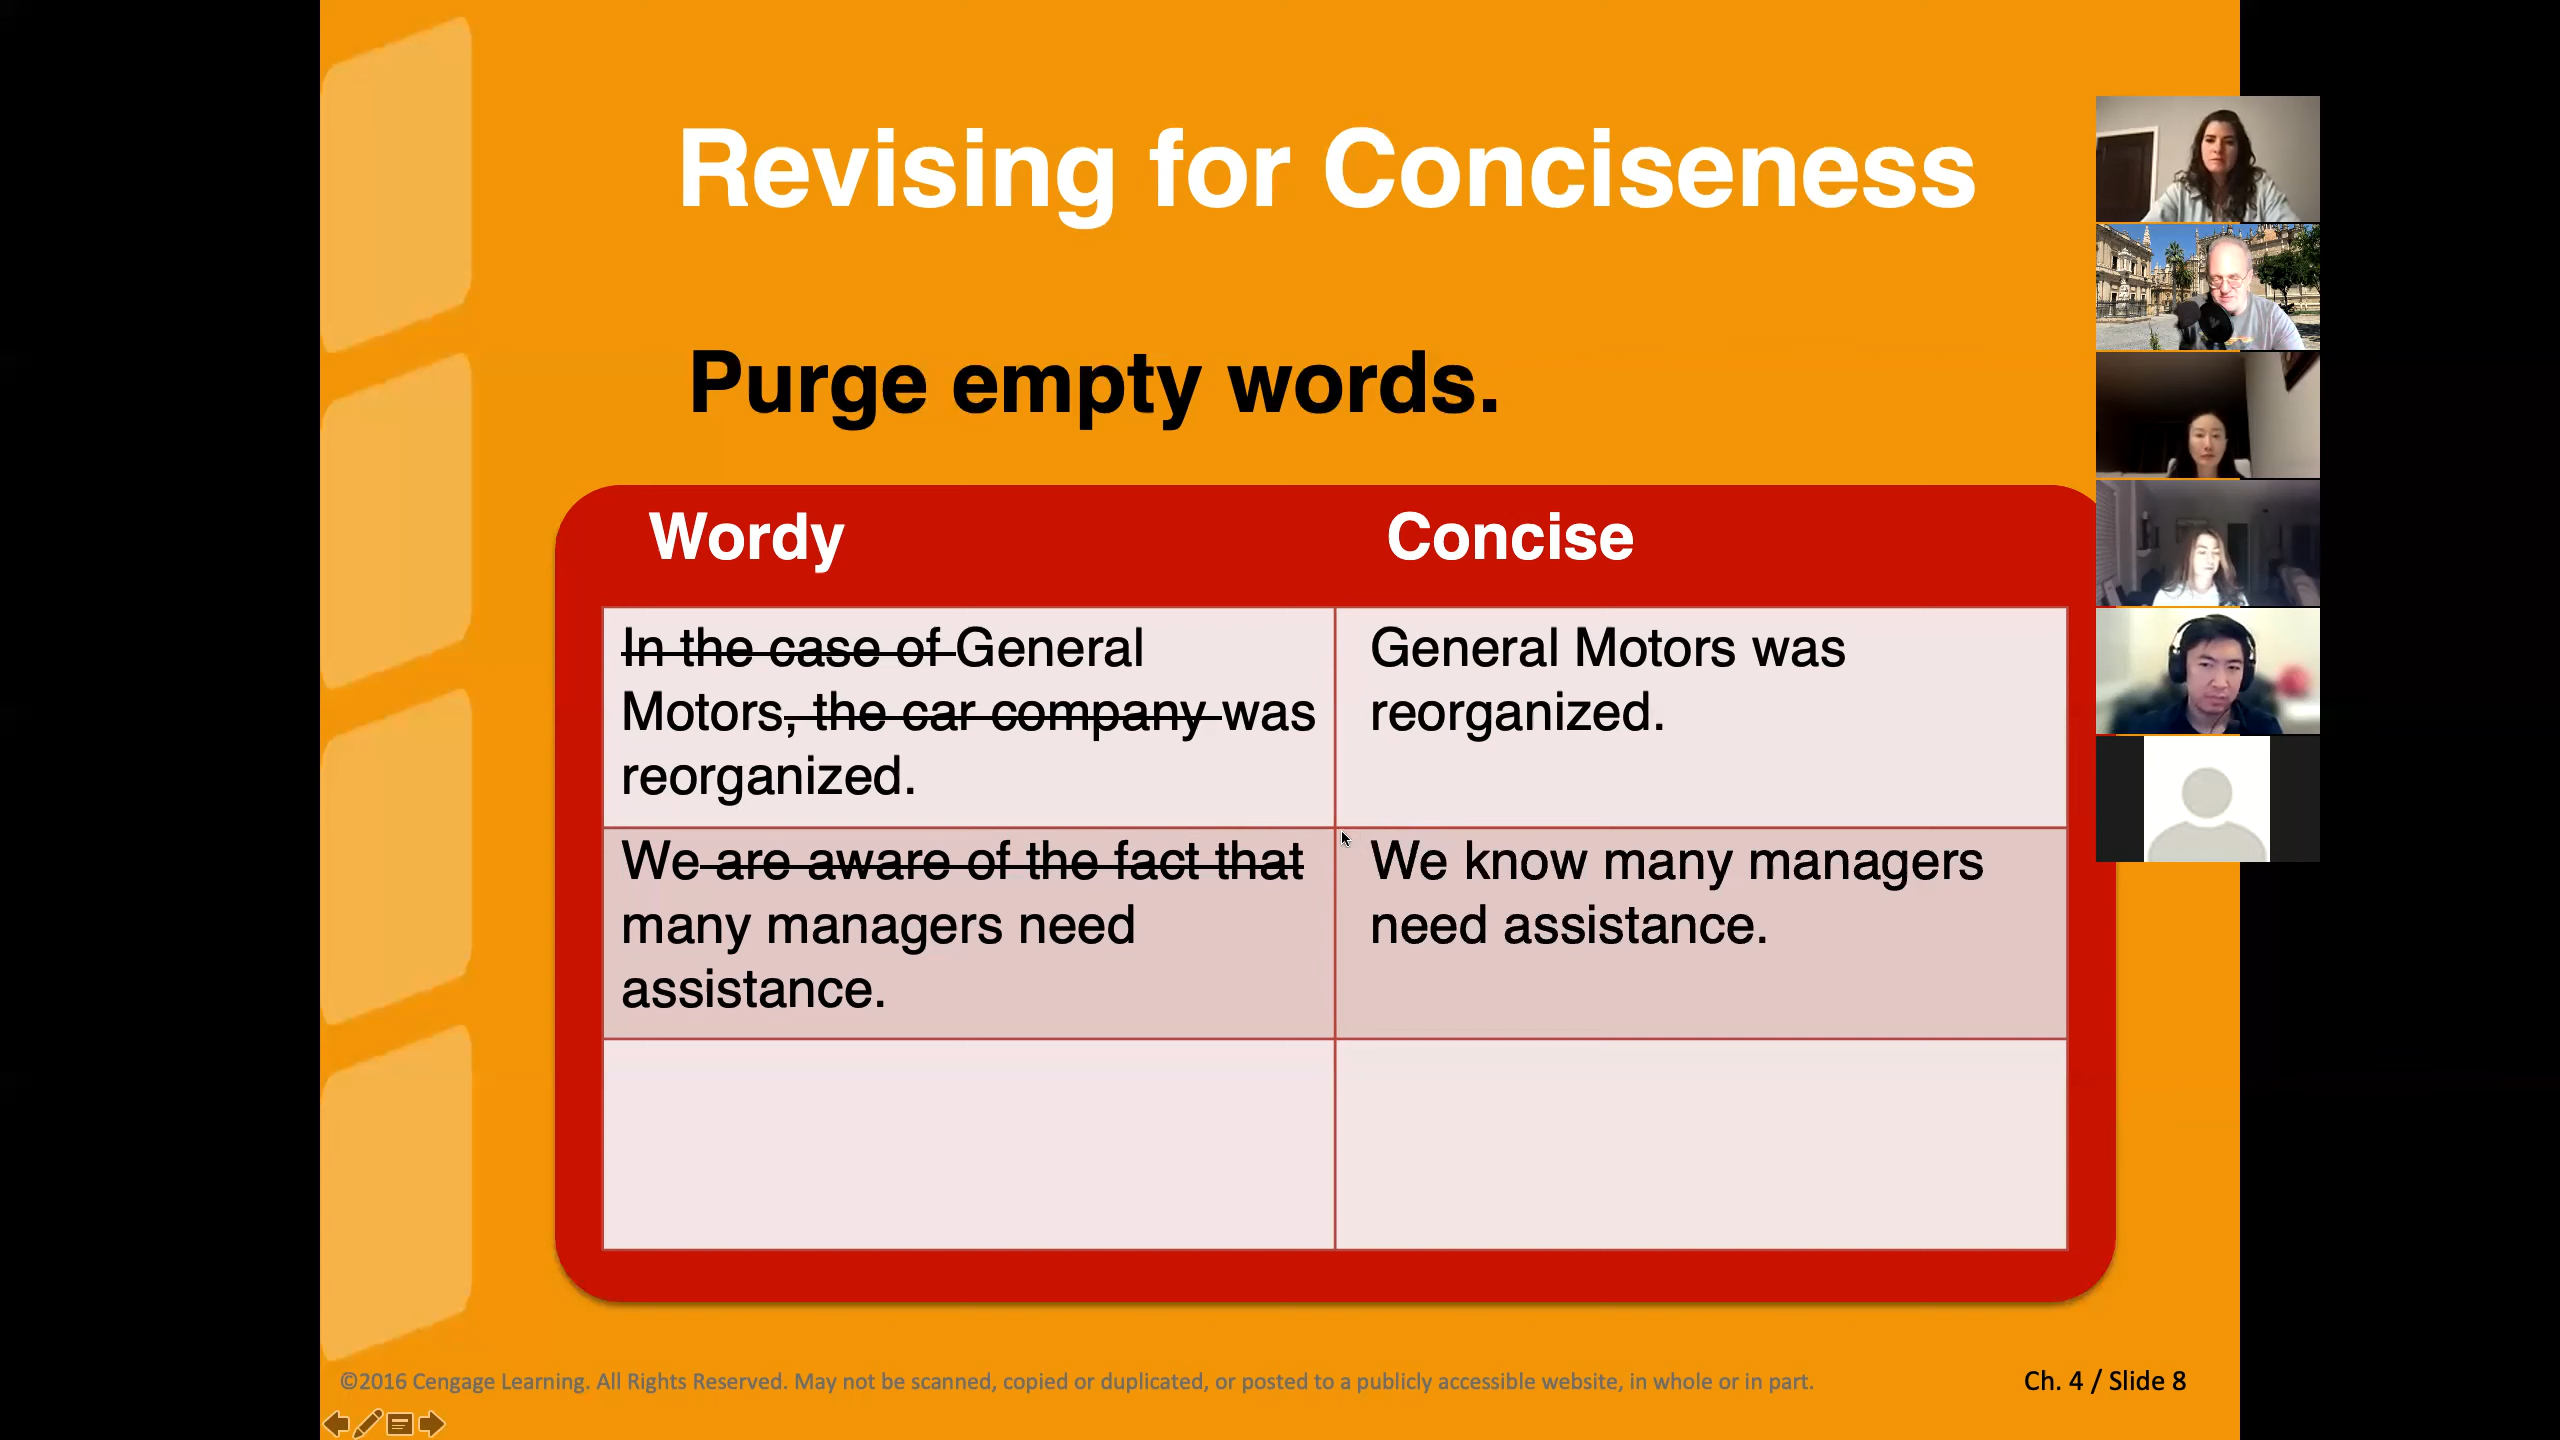 Revising for Conciseness
Purge empty words.
Wordy
Concise
In the case of General
Motors, the car company was
reorganized.
General Motors was
reorganized.
We are aware of the fact that
many managers need
assistance.
We know many managers
need assistance.
©2016 Cengage Learning. All Rights Reserved. May not be scanned, copied or duplicated, or posted to a publicly accessible website, in whole or in part.
Ch. 4 / Slide 8